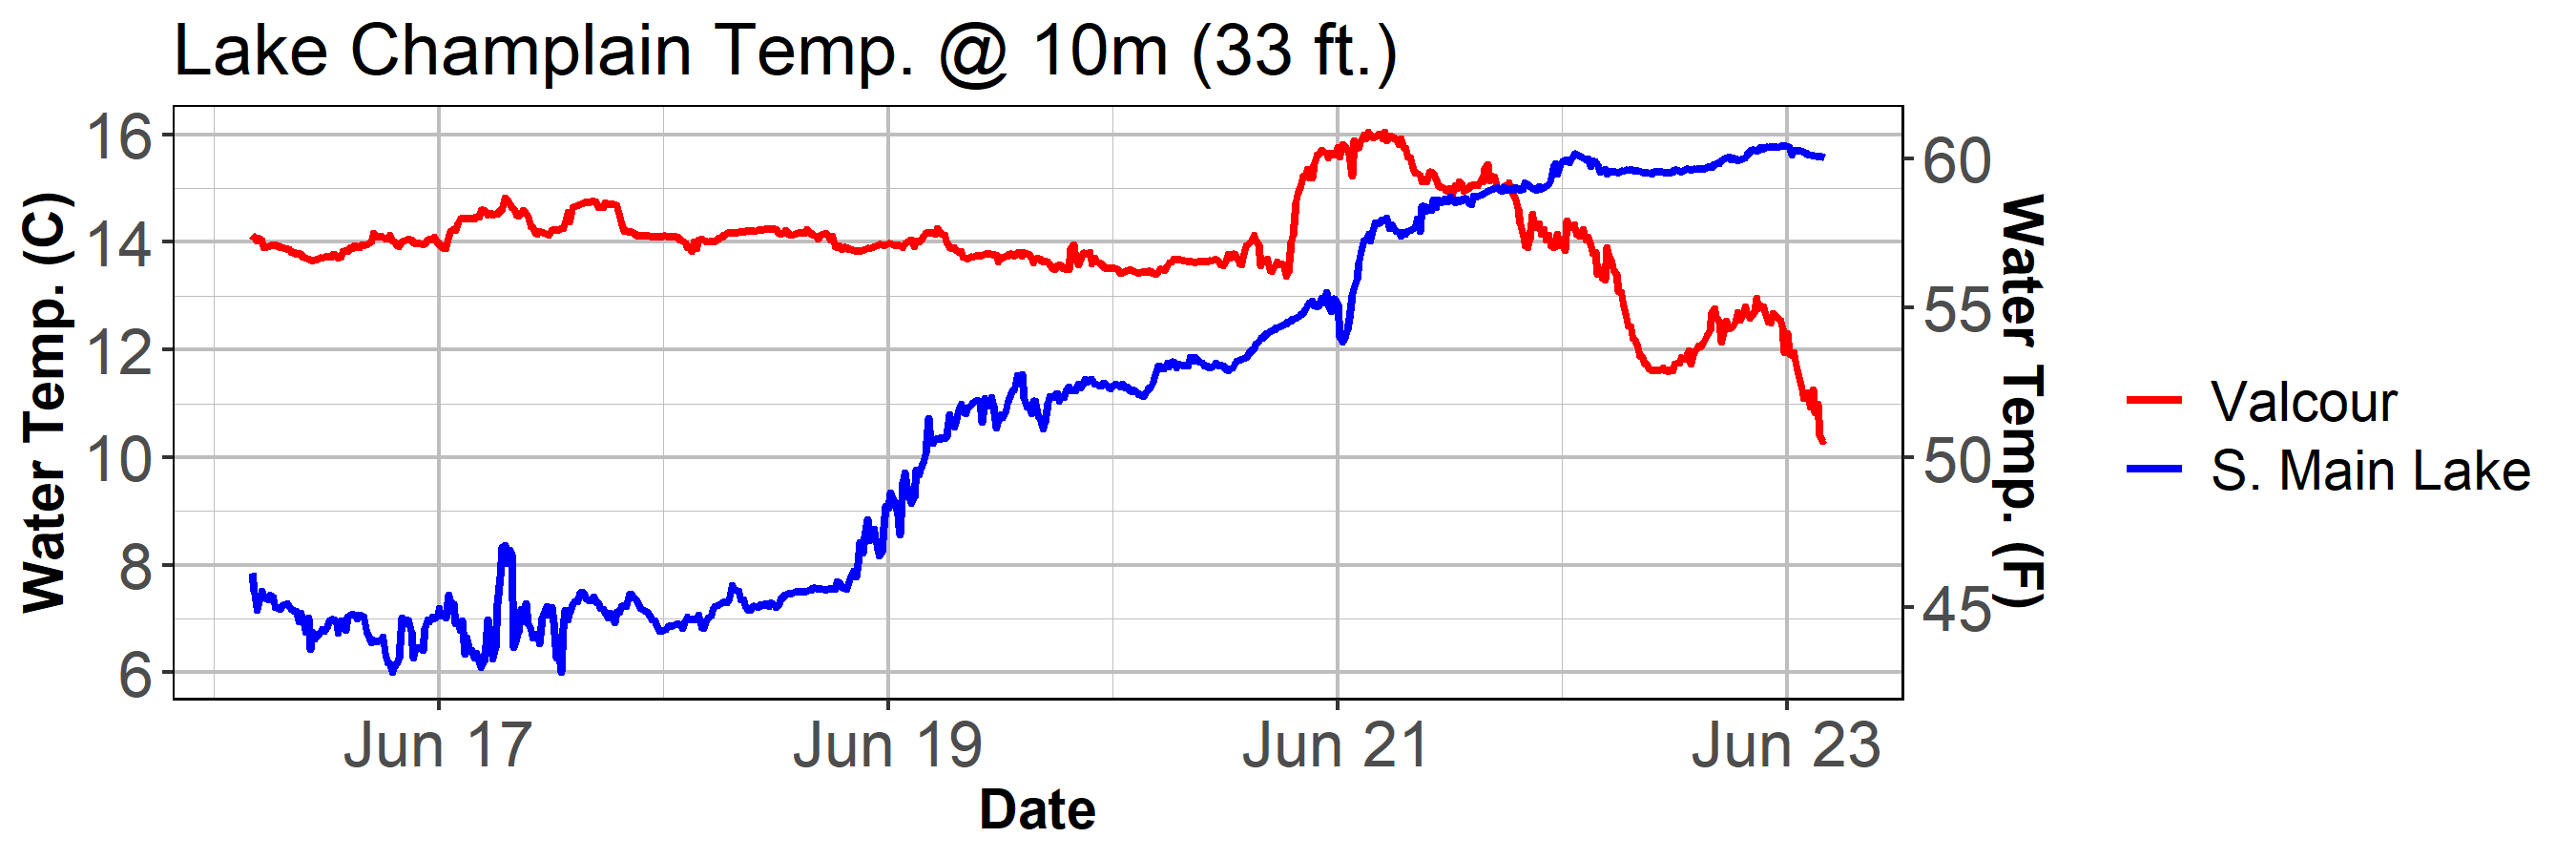 Lake Champlain Temp. @ 10m (33 ft.)
Water Temp. (C)
16
14
12
10
8
6
60
55
50
45
Water Temp. (F)
Jun 17
Jun 19
Jun 21
Jun 23
Date
Valcour
S. Main Lake